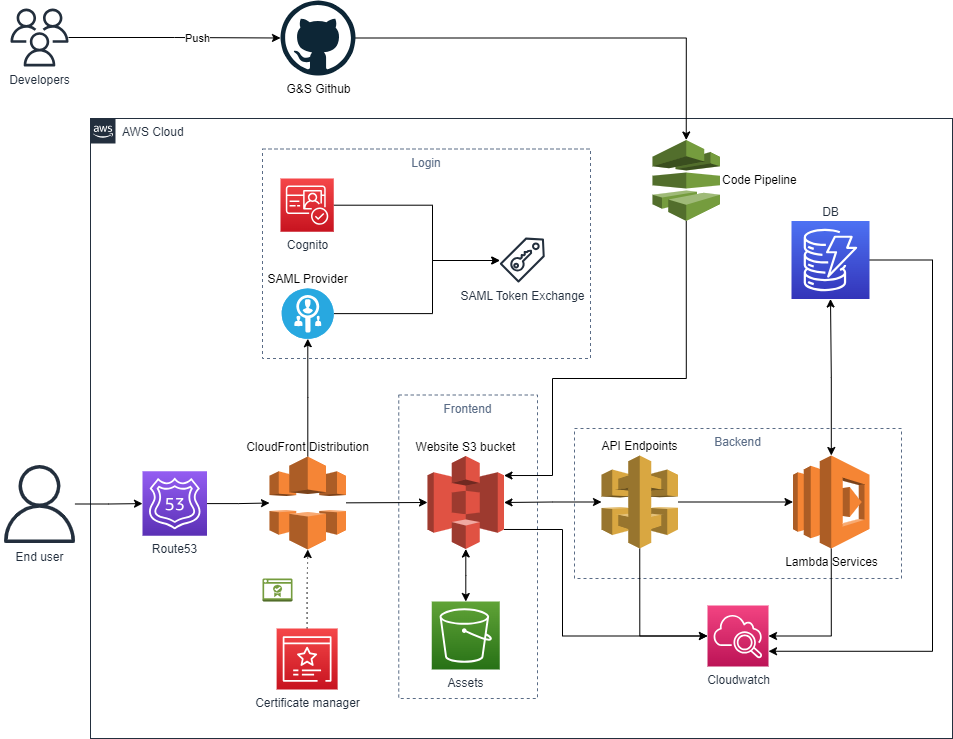 Push
Developers
G&S Github
aws
AWS Cloud
Login
Code Pipeline
DB
Cognito
SAML Provider
SAML Token Exchange
Frontend
CloudFront Distribution
Website S3 bucket
API Endpoints
Backend
53
End user
Route53
Lambda Services
Assets
Cloudwatch
Certificate manager